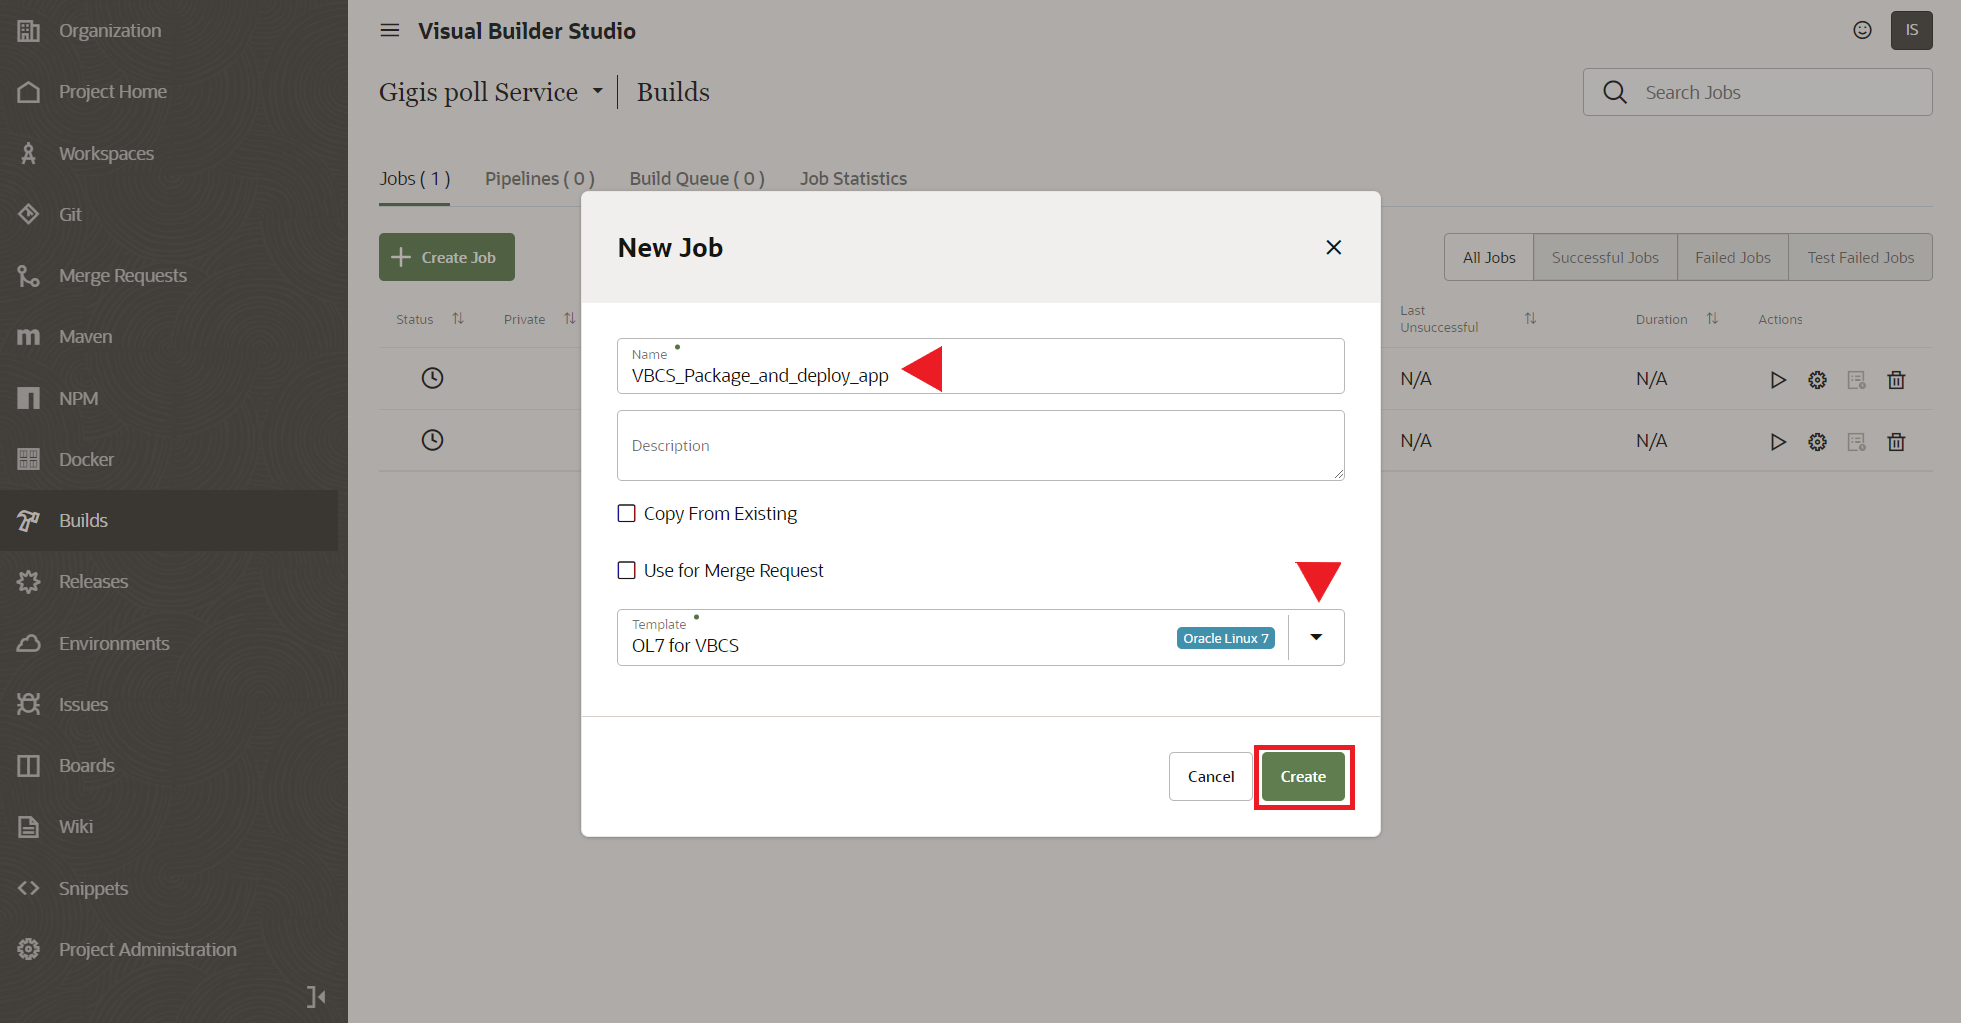 Organization
Project Home
Workspaces
Git
Merge Requests
Maven
NPM
Docker
Builds
Releases
Environments
Issues
Boards
Wiki
Snippets
Project Administration
Visual Builder Studio
IS
Gigis poll Service
Builds
Search Jobs
Jobs ( 1 )
Pipelines ( 0 )
Build Queue ( 0 )
Job Statistics
Create Job
All Jobs
Successful Jobs
Failed Jobs
Test Failed Jobs
Status
Private
Last
Unsuccessful
Duration
Actions
N/A
N/A
N/A
N/A
New Job
Name
VBCS_Package_and_deploy_app
Description
Copy From Existing
Use for Merge Request
Template
OL7 for VBCS
Oracle Linux 7
Cancel
Create